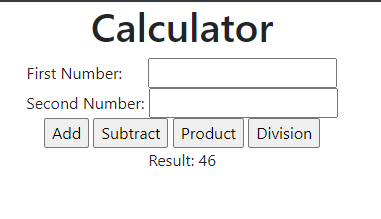 Calculator
First Number:
Second Number:
Add Subtract Product Division
Result: 46